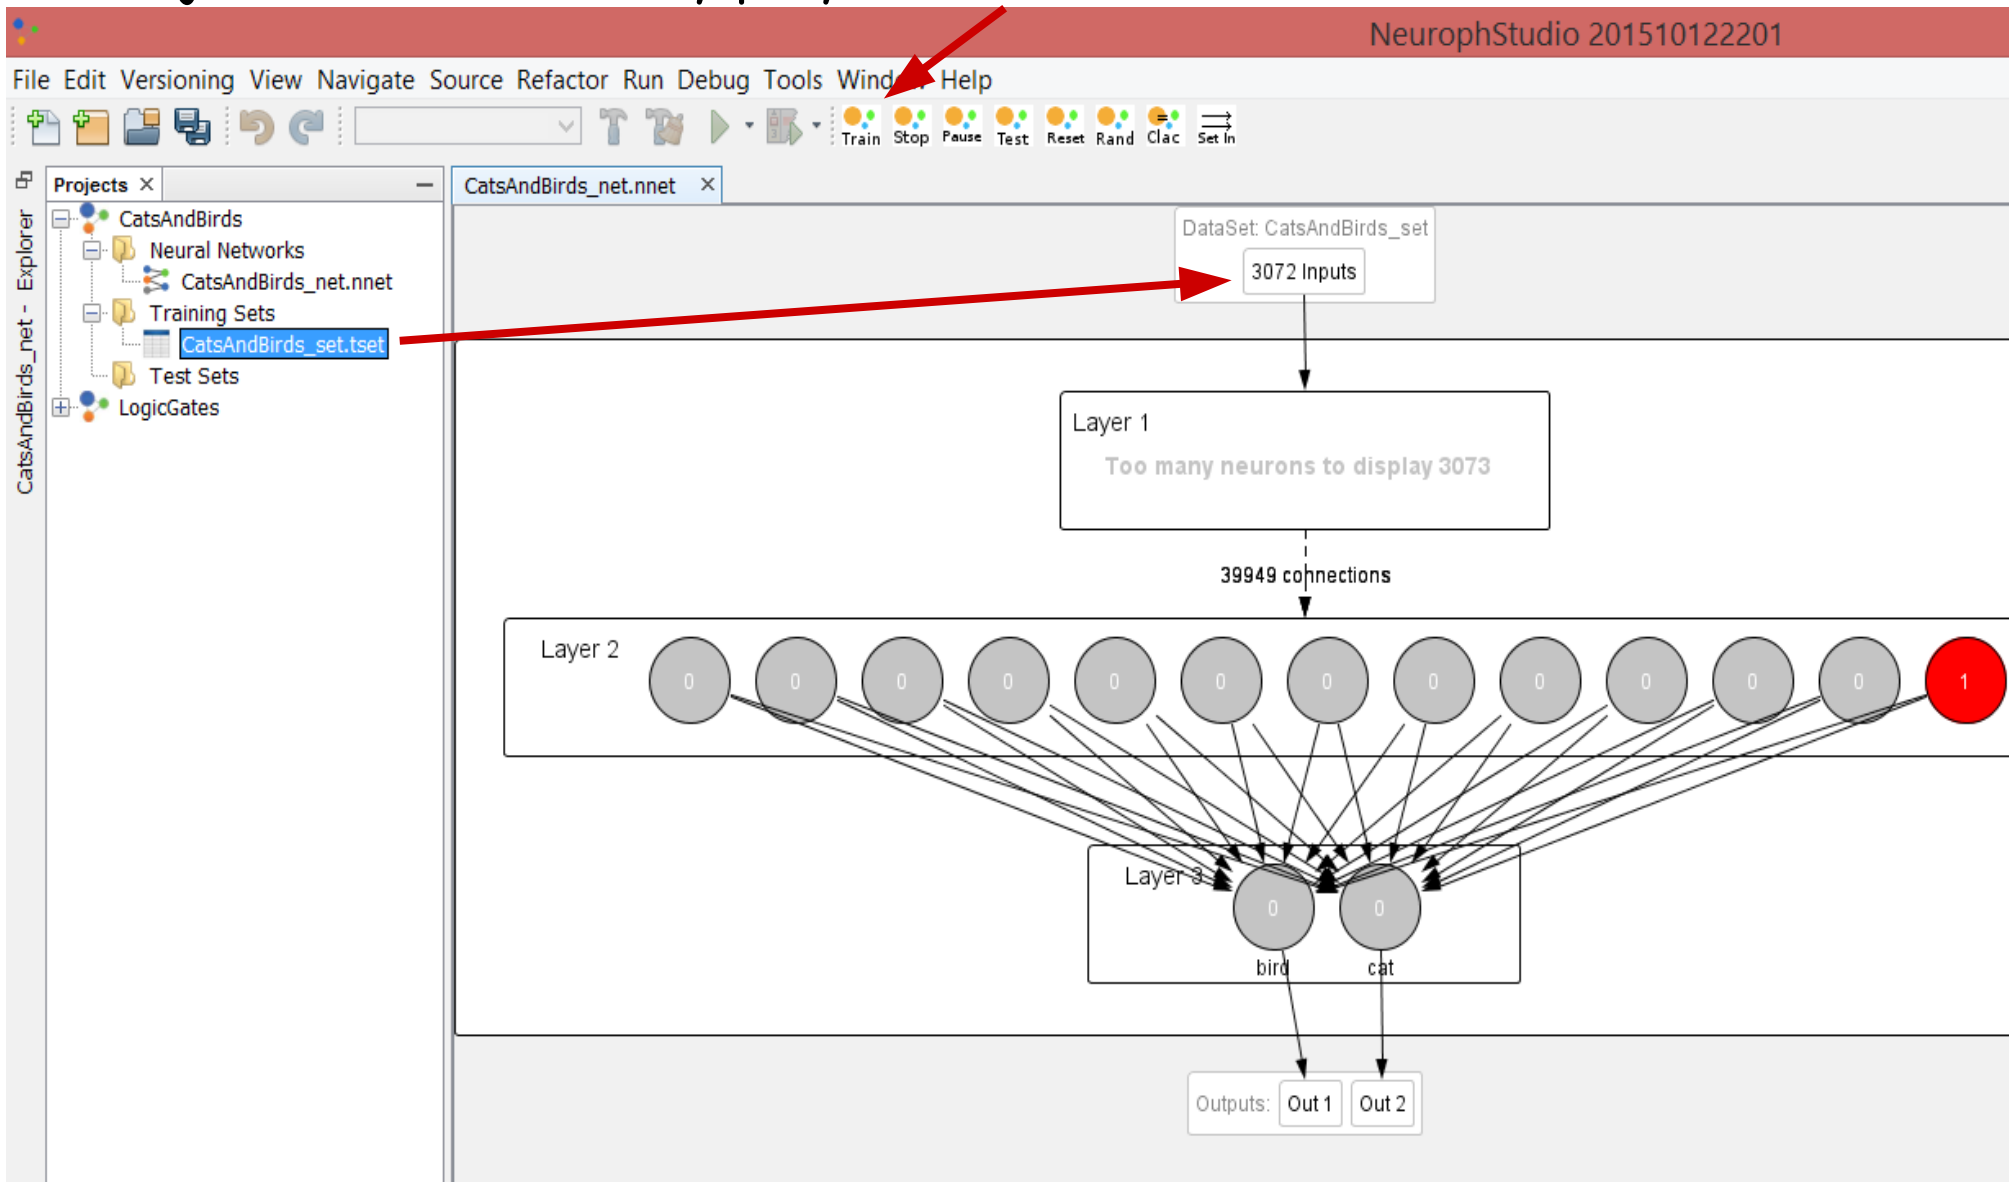 NeurophStudio 201510122201
File Edit Versioning View Navigate Source Refactor Run Debug Tools Window Help
Train Stop Pause Test Reset Rand Clac Set In
Projects
CatsAndBirds_net.nnet
CatsAndBirds_net - Explorer
CatsAndBirds
Neural Networks
CatsAndBirds_net.nnet
Training Sets
CatsAndBirds_set.tset
Test Sets
LogicGates
DataSet: CatsAndBirds_set
3072 Inputs
Layer 1
Too many neurons to display 3073
39949 connections
Layer 2
0 0 0 0 0 0 0 0 0 0 0 0 1
Layer 3
0 0
bird cat
Outputs: Out 1 Out 2